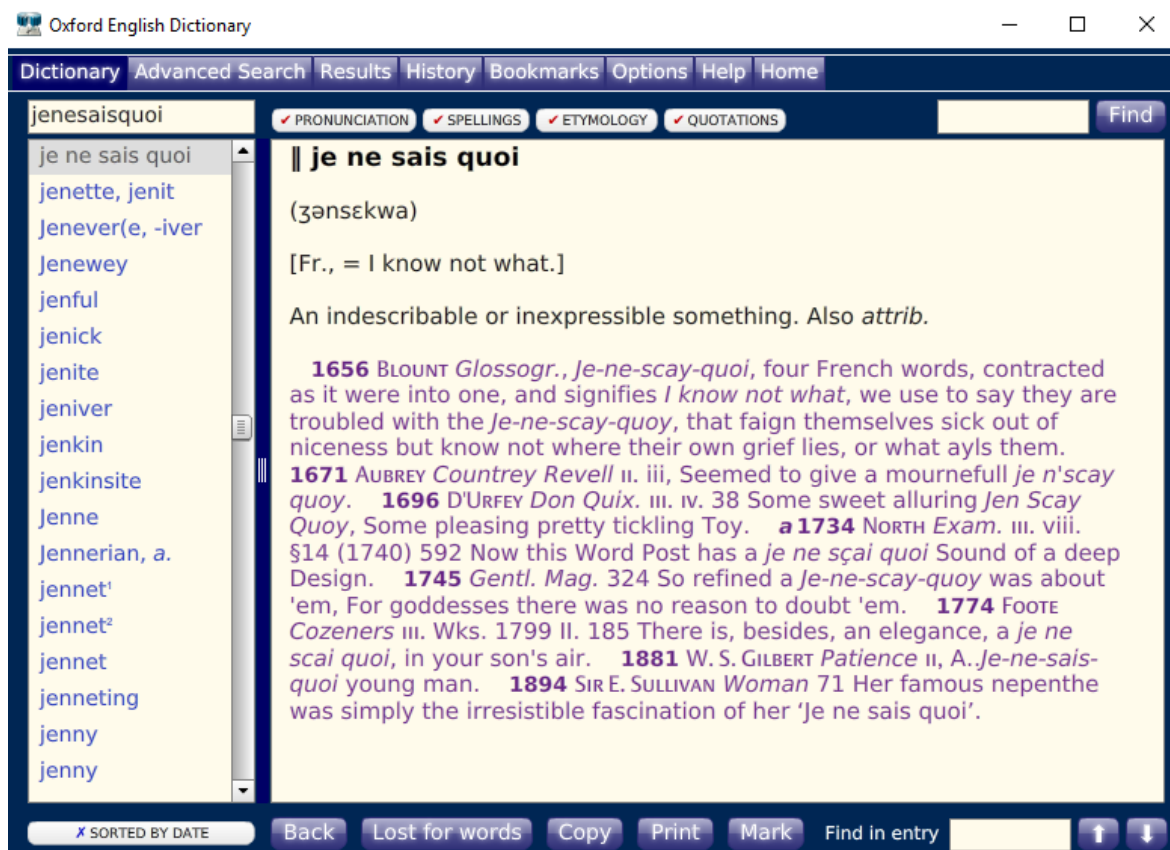 Oxford English Dictionary
Dictionary Advanced Search Results History Bookmarks Options Help Home
jenesaisquoi
✔ PRONUNCIATION ✔ SPELLINGS ✔ ETYMOLOGY ✔ QUOTATIONS
Find
je ne sais quoi
jenette, jenit
Jenever(e, -iver
Jenewey
jenful
jenick
jenite
jeniver
jenkin
jenkinsite
Jenne
Jennerian, a.
jennet¹
jennet²
jennet
jenneting
jenny
jenny
‖ je ne sais quoi
(ʒənsɛkwa)
[Fr., = I know not what.]
An indescribable or inexpressible something. Also attrib.
1656 BLOUNT Glossogr., Je-ne-scay-quoi, four French words, contracted
as it were into one, and signifies I know not what, we use to say they are
troubled with the Je-ne-scay-quoy, that faign themselves sick out of
niceness but know not where their own grief lies, or what ayls them.
1671 AUBREY Countrey Revell II. iii, Seemed to give a mournefull je n'scay
quoy. 1696 D'URFEY Don Quix. III. IV. 38 Some sweet alluring Jen Scay
Quoy, Some pleasing pretty tickling Toy. a 1734 NORTH Exam. III. viii.
§14 (1740) 592 Now this Word Post has a je ne sçai quoi Sound of a deep
Design. 1745 Gentl. Mag. 324 So refined a Je-ne-scay-quoy was about
'em, For goddesses there was no reason to doubt 'em. 1774 FOOTE
Cozeners III. Wks. 1799 II. 185 There is, besides, an elegance, a je ne
scai quoi, in your son's air. 1881 W. S. GILBERT Patience II, A..Je-ne-sais-
quoi young man. 1894 SIR E. SULLIVAN Woman 71 Her famous nepenthe
was simply the irresistible fascination of her ‘Je ne sais quoi’.
✗ SORTED BY DATE
Back Lost for words Copy Print Mark Find in entry